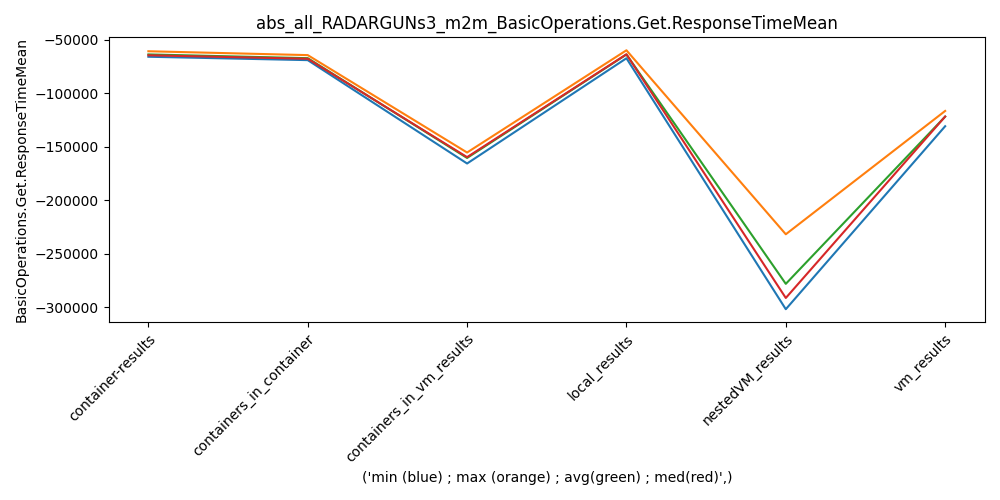 abs_all_RADARGUNs3_m2m_BasicOperations.Get.ResponseTimeMean
BasicOperations.Get.ResponseTimeMean
−50000
−100000
−150000
−200000
−250000
−300000
container-results
containers_in_container
containers_in_vm_results
local_results
nestedVM_results
vm_results
('min (blue) ; max (orange) ; avg(green) ; med(red)',)